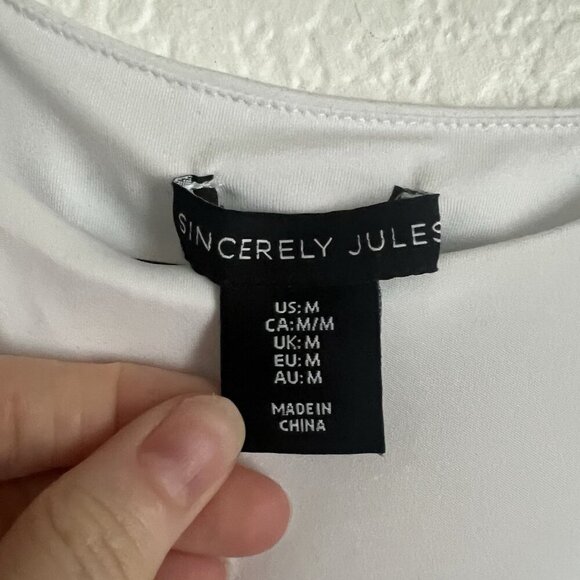 SINCERELY JULES
US: M
CA: M/M
UK: M
EU: M
AU: M
MADE IN
CHINA